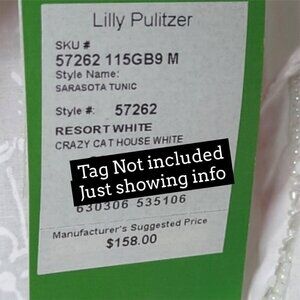 Lilly Pulitzer
SKU #
57262 115GB9 M
Style Name:
SARASOTA TUNIC
Style #: 57262
RESORT WHITE
CRAZY CAT HOUSE WHITE
Tag Not included
Just showing info
630306 535106
Manufacturer's Suggested Price
$158.00